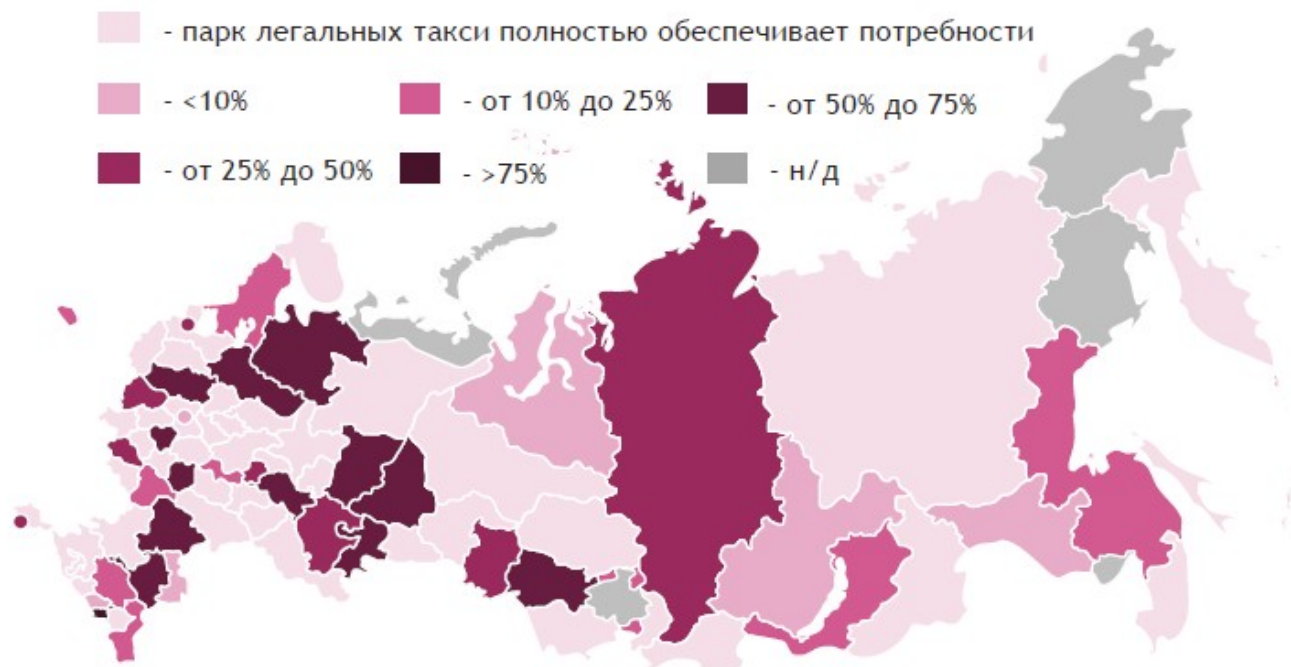 - парк легальных такси полностью обеспечивает потребности
- <10%
- от 10% до 25%
- от 50% до 75%
- от 25% до 50%
- >75%
- н/д